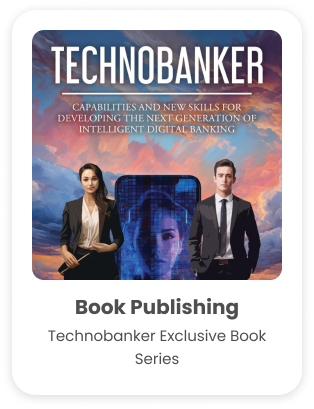 TECHNOBANKER
CAPABILITIES AND NEW SKILLS FOR
DEVELOPING THE NEXT GENERATION OF
INTELLIGENT DIGITAL BANKING
Book Publishing
Technobanker Exclusive Book
Series